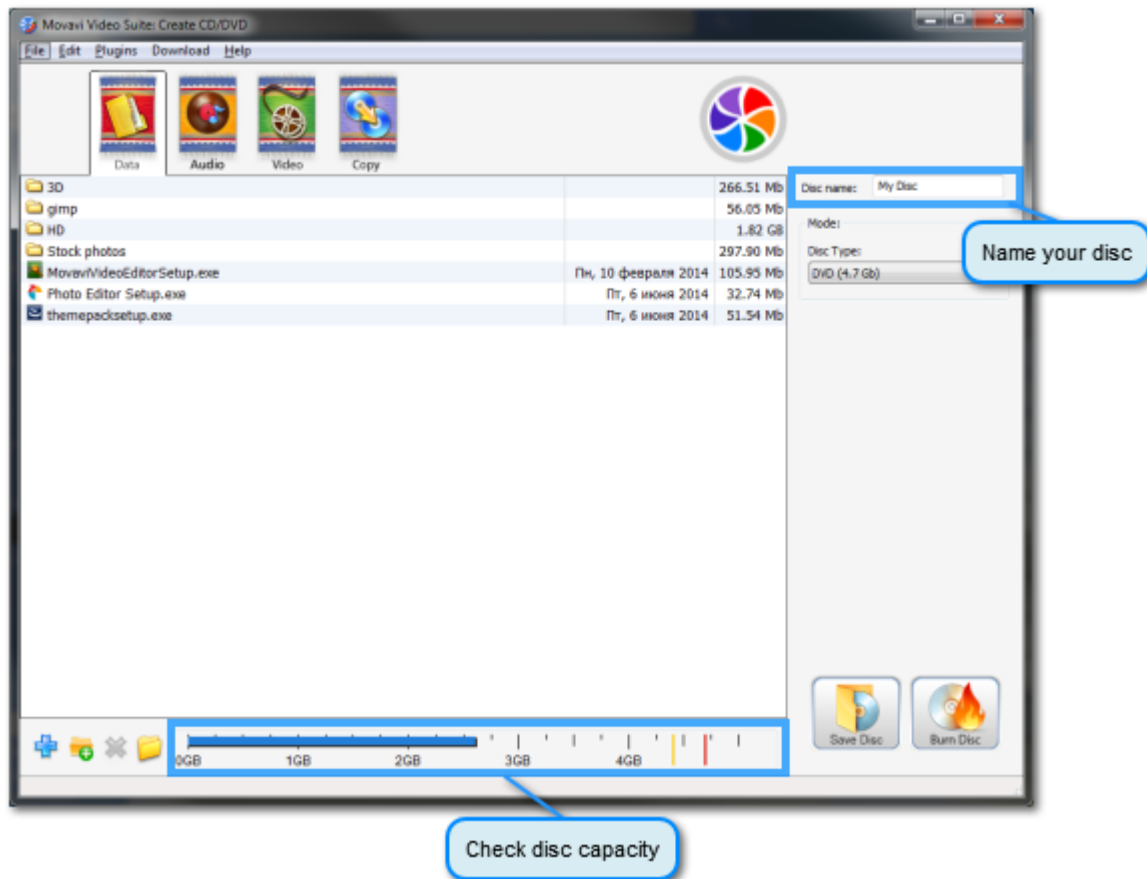 Movavi Video Suite: Create CD/DVD
File Edit Plugins Download Help
Data Audio Video Copy
3D 266.51 Mb
gimp 56.05 Mb
HD 1.82 GB
Stock photos 297.90 Mb
MovaviVideoEditorSetup.exe Пн, 10 февраля 2014 105.95 Mb
Photo Editor Setup.exe Пт, 6 июня 2014 32.74 Mb
themepacksetup.exe Пт, 6 июня 2014 51.54 Mb
Disc name: My Disc
Name your disc
Mode:
Disc Type:
DVD (4.7 Gb)
Save Disc Burn Disc
0GB 1GB 2GB 3GB 4GB
Check disc capacity